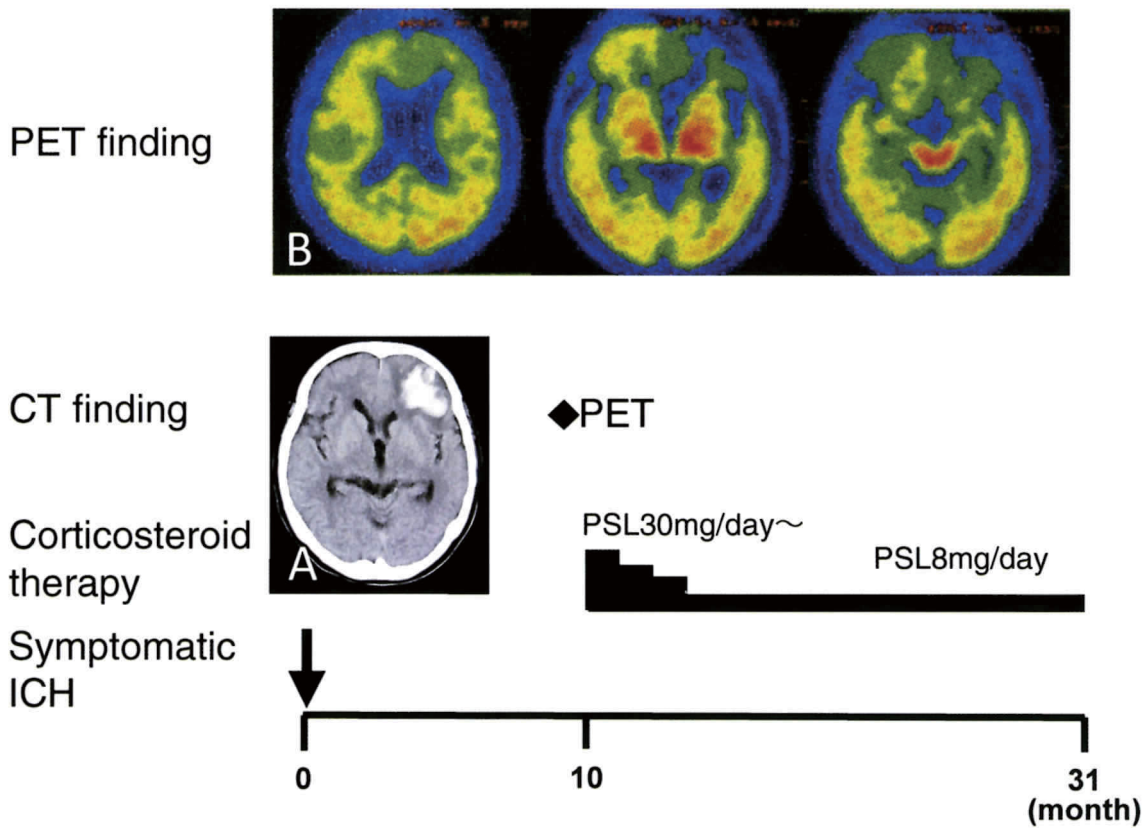 PET finding
B
CT finding
A
◆PET
Corticosteroid
therapy
PSL30mg/day～
PSL8mg/day
Symptomatic
ICH
0
10
31
(month)